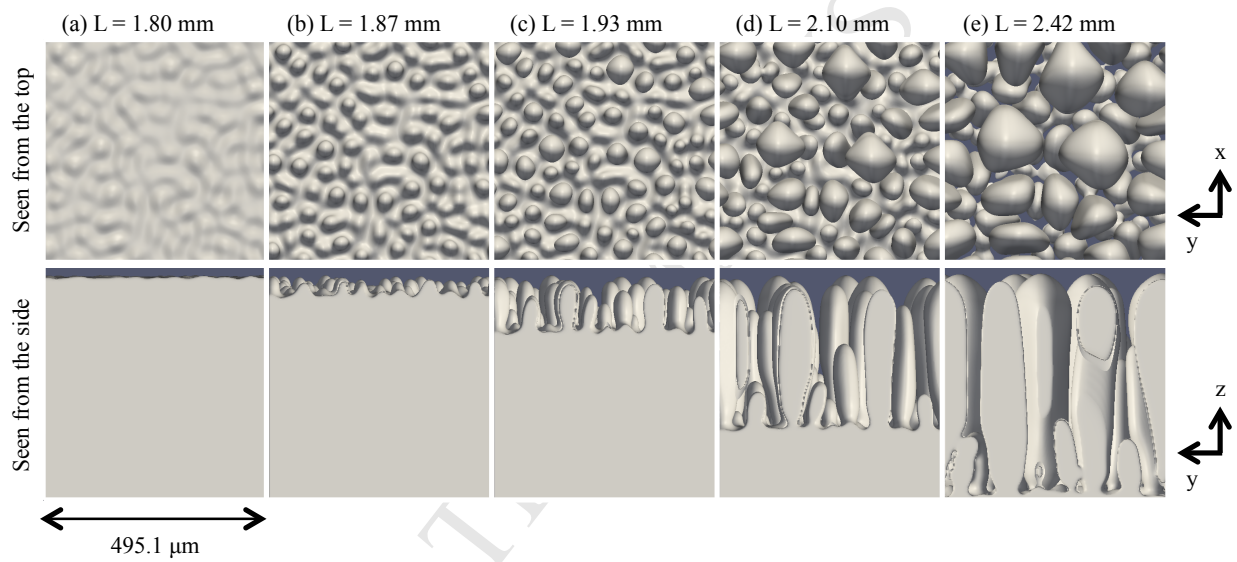 (a) L = 1.80 mm
(b) L = 1.87 mm
(c) L = 1.93 mm
(d) L = 2.10 mm
(e) L = 2.42 mm
Seen from the top
x
y
Seen from the side
z
y
495.1 μm